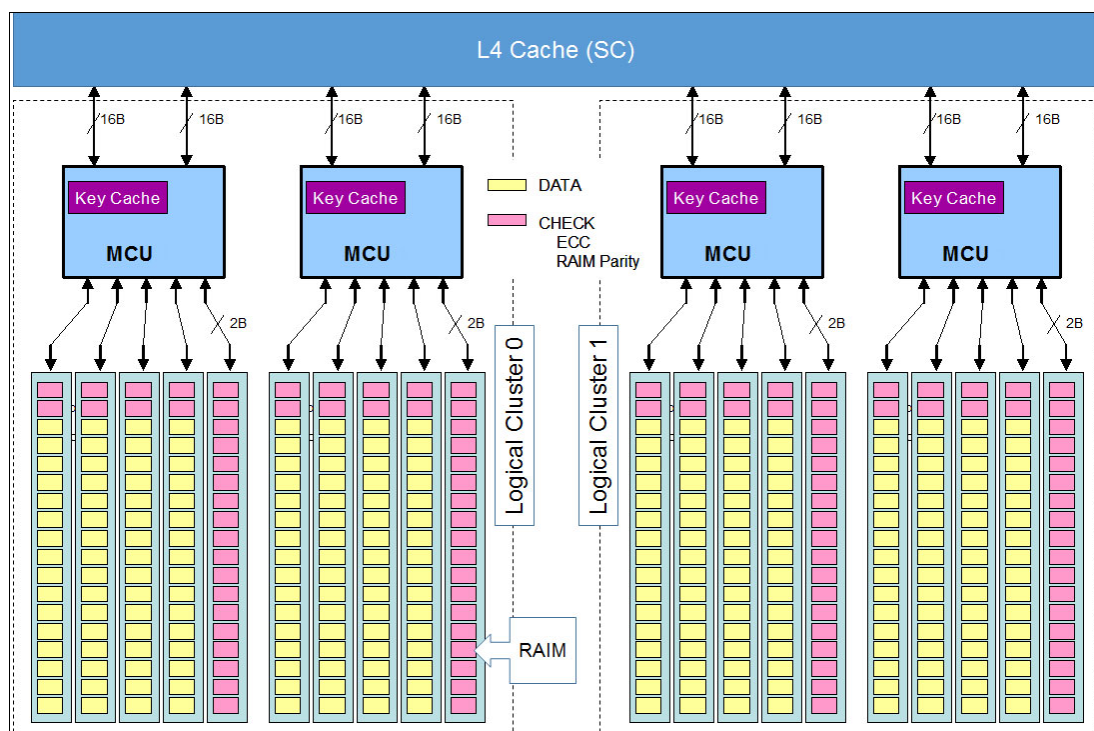 L4 Cache (SC)
16B
16B
16B
16B
16B
16B
16B
16B
Key Cache
MCU
Key Cache
MCU
DATA
CHECK
ECC
RAIM Parity
Key Cache
MCU
Key Cache
MCU
2B
2B
2B
2B
Logical Cluster 0
Logical Cluster 1
RAIM